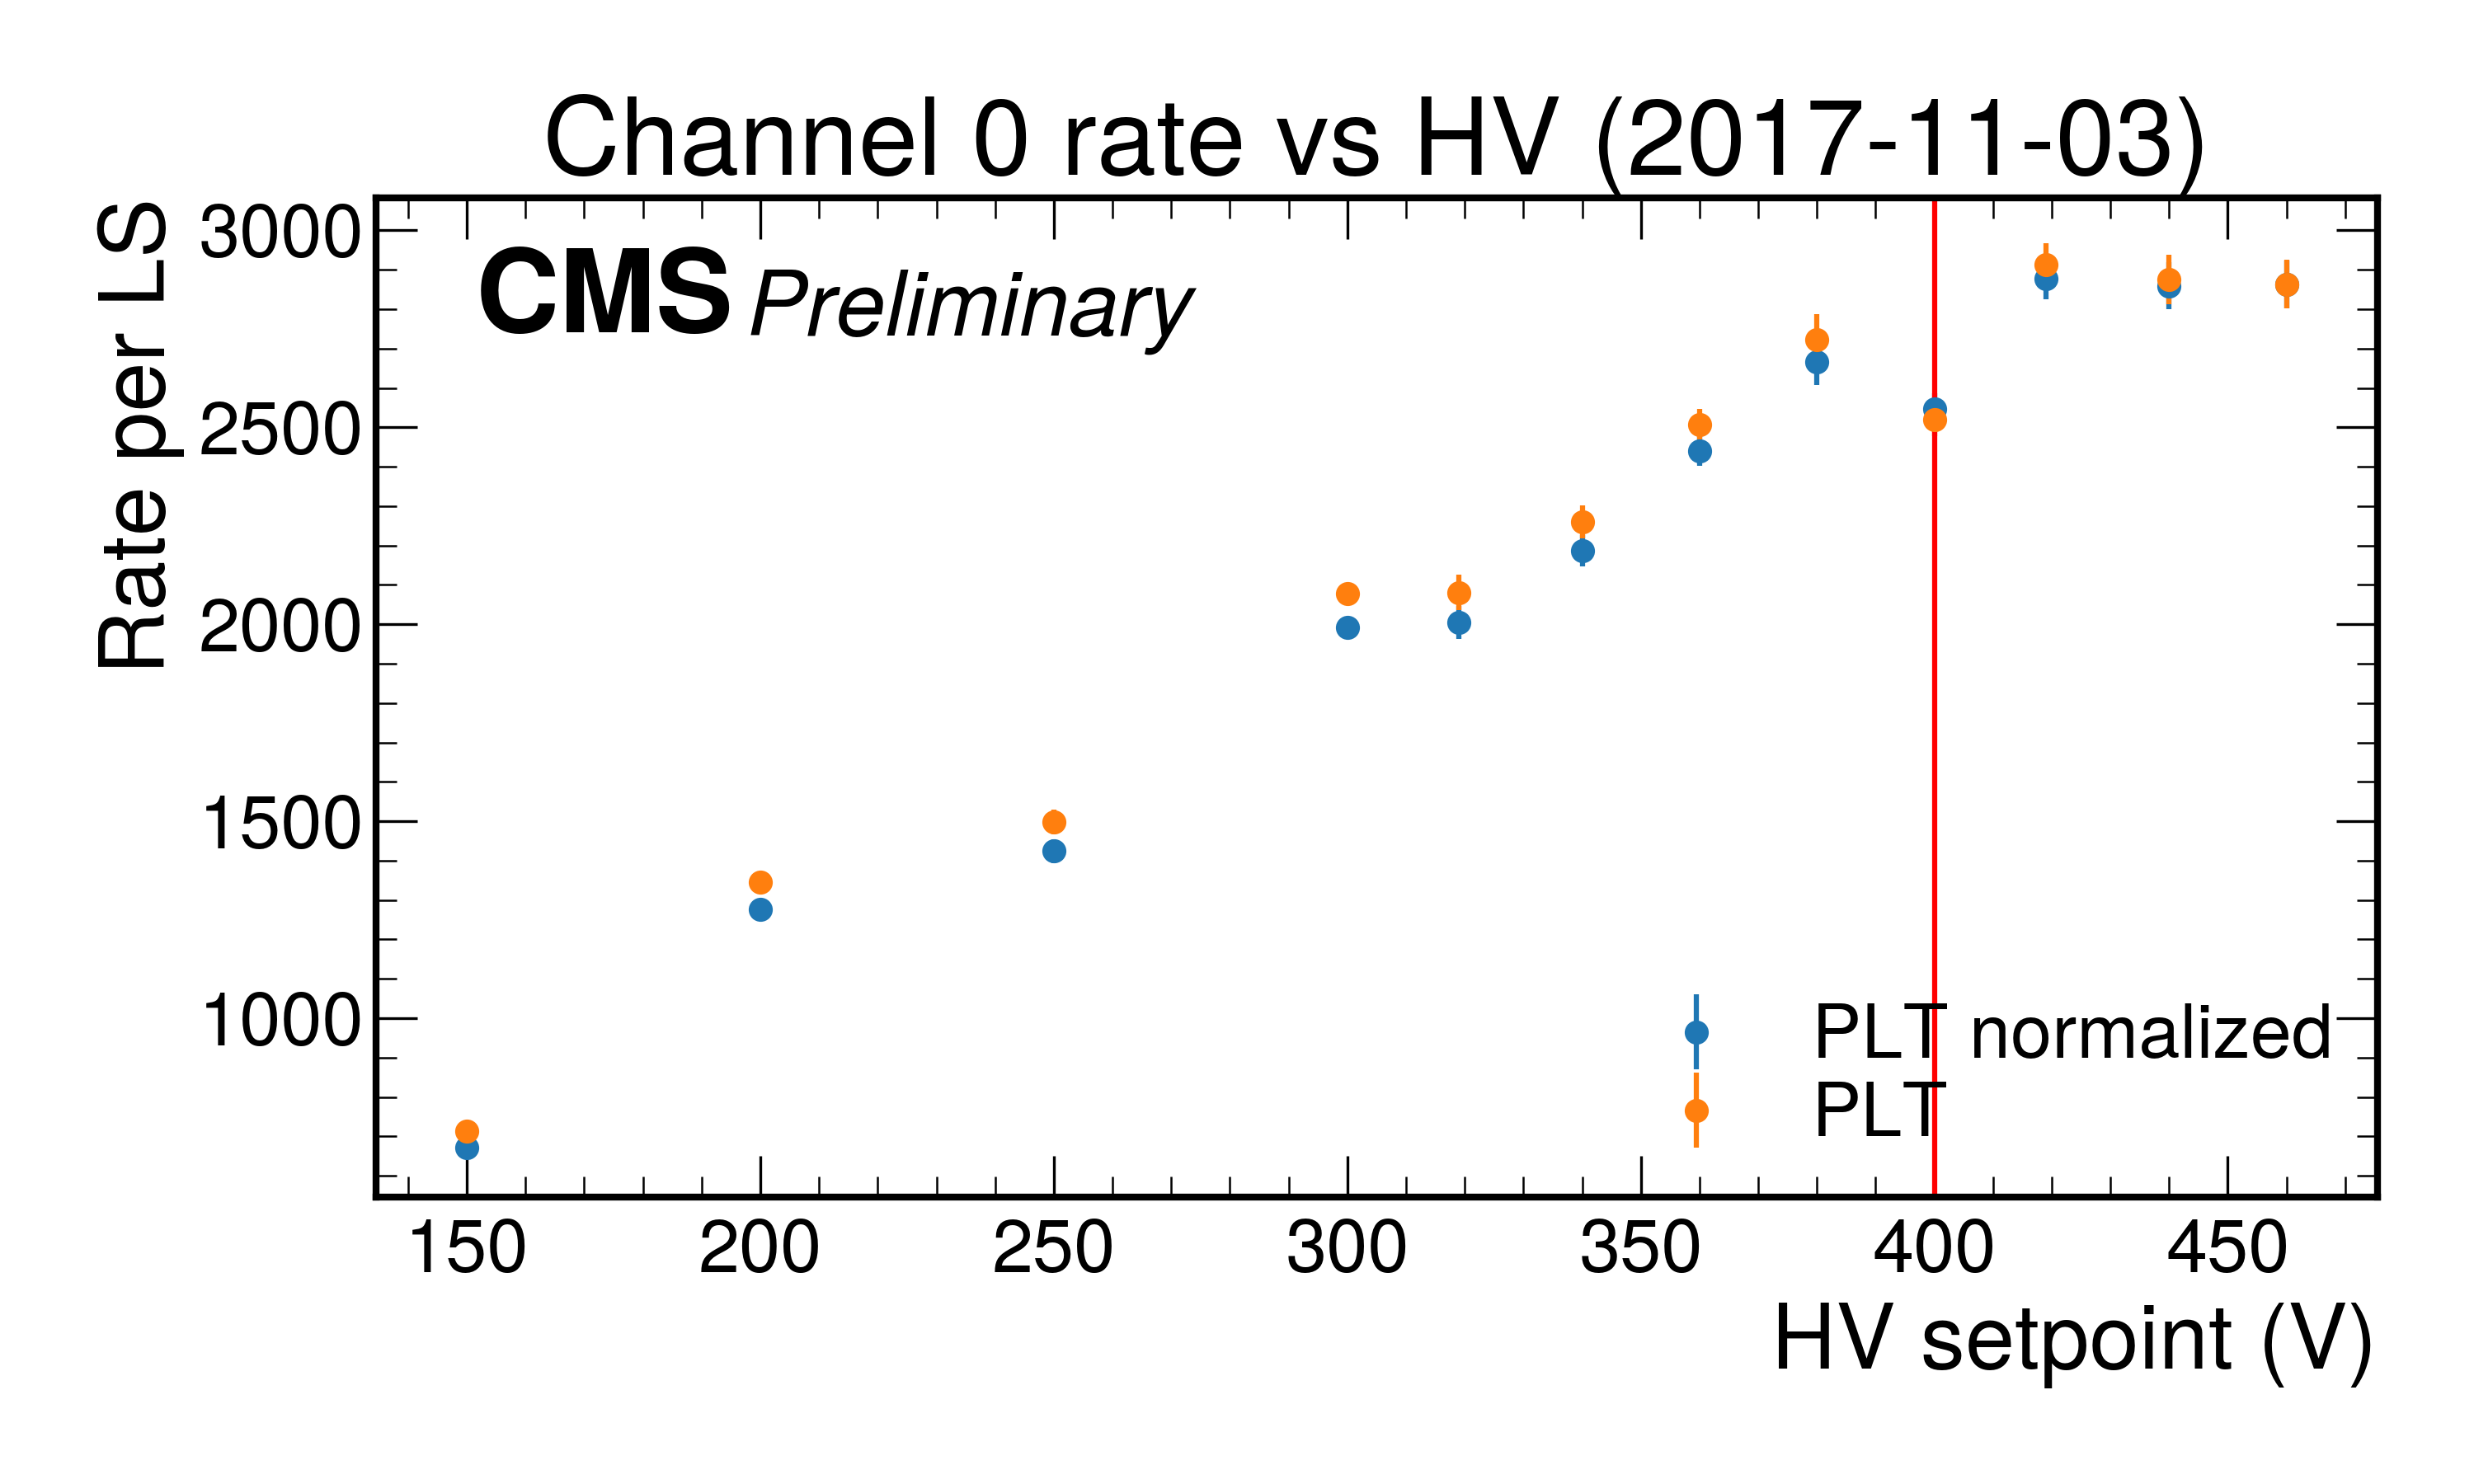 Channel 0 rate vs HV (2017-11-03)
Rate per LS
3000
2500
2000
1500
1000
CMS Preliminary
PLT normalized
PLT
150 200 250 300 350 400 450
HV setpoint (V)